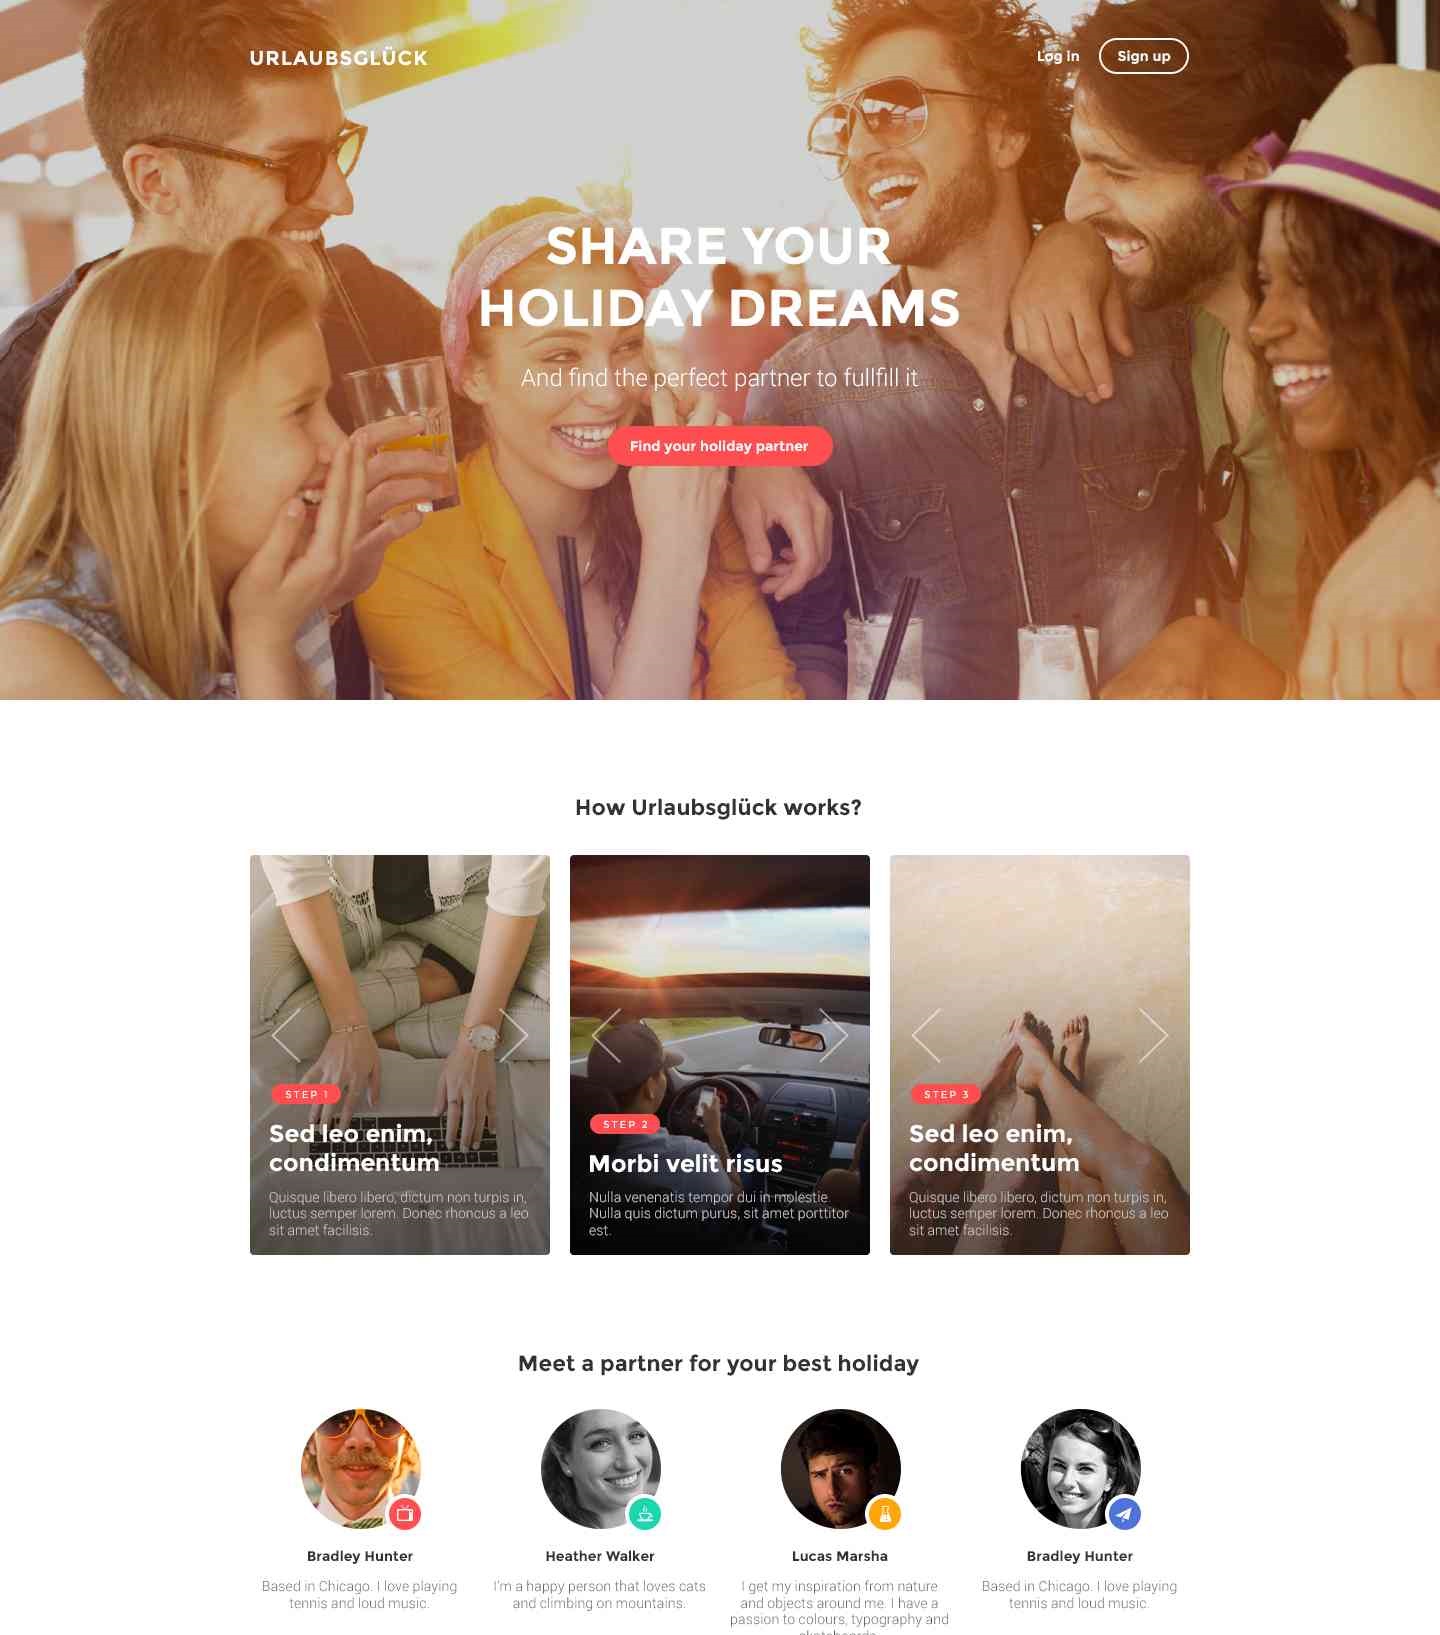 URLAUBSGLÜCK
Log in
Sign up
SHARE YOUR
HOLIDAY DREAMS
And find the perfect partner to fullfill it
Find your holiday partner
How Urlaubsglück works?
STEP 1
Sed leo enim,
condimentum
Quisque libero libero, dictum non turpis in,
luctus semper lorem. Donec rhoncus a leo
sit amet facilisis.
STEP 2
Morbi velit risus
Nulla venenatis tempor dui in molestie.
Nulla quis dictum purus, sit amet porttitor
est.
STEP 3
Sed leo enim,
condimentum
Quisque libero libero, dictum non turpis in,
luctus semper lorem. Donec rhoncus a leo
sit amet facilisis.
Meet a partner for your best holiday
Bradley Hunter
Based in Chicago. I love playing
tennis and loud music.
Heather Walker
I'm a happy person that loves cats
and climbing on mountains.
Lucas Marsha
I get my inspiration from nature
and objects around me. I have a
passion to colours, typography and
Bradley Hunter
Based in Chicago. I love playing
tennis and loud music.